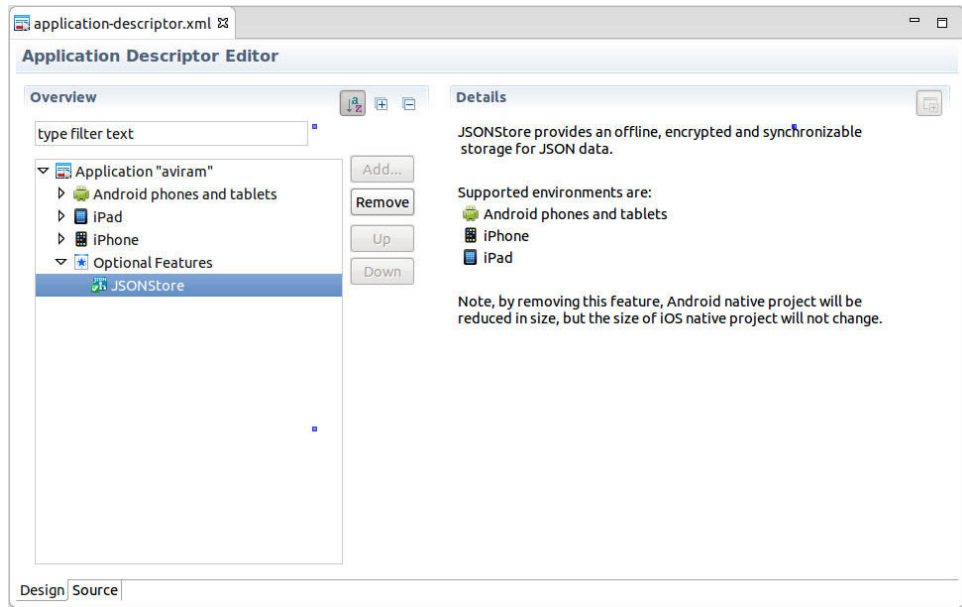 application-descriptor.xml
Application Descriptor Editor
Overview
type filter text
Application "aviram"
Android phones and tablets
iPad
iPhone
Optional Features
JSONStore
Add...
Remove
Up
Down
Details
JSONStore provides an offline, encrypted and synchronizable
storage for JSON data.
Supported environments are:
Android phones and tablets
iPhone
iPad
Note, by removing this feature, Android native project will be
reduced in size, but the size of iOS native project will not change.
Design Source